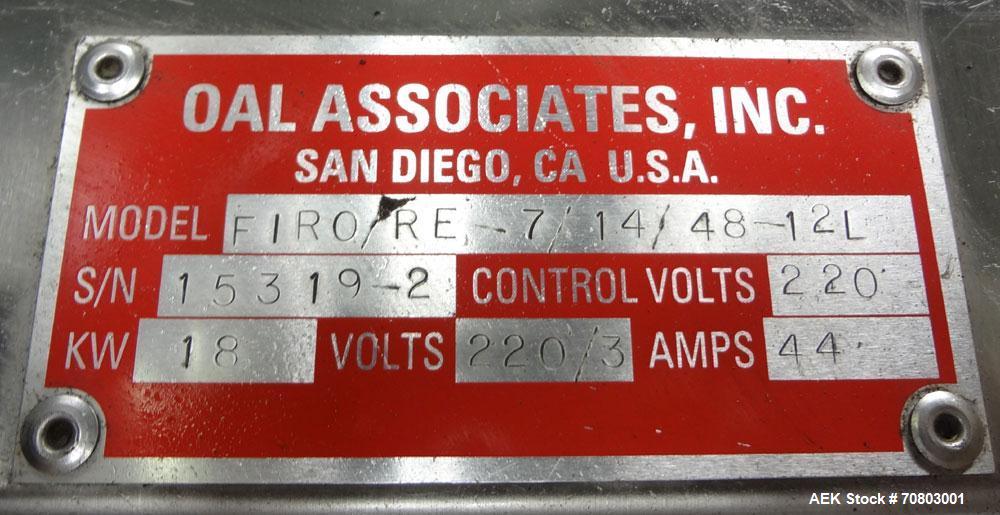 OAL ASSOCIATES, INC.
SAN DIEGO, CA U.S.A.
MODEL FIRO/RE-7/14/48-12L
S/N 15319-2 CONTROL VOLTS 220
KW 18 VOLTS 220/3 AMPS 44
AEK Stock # 70803001